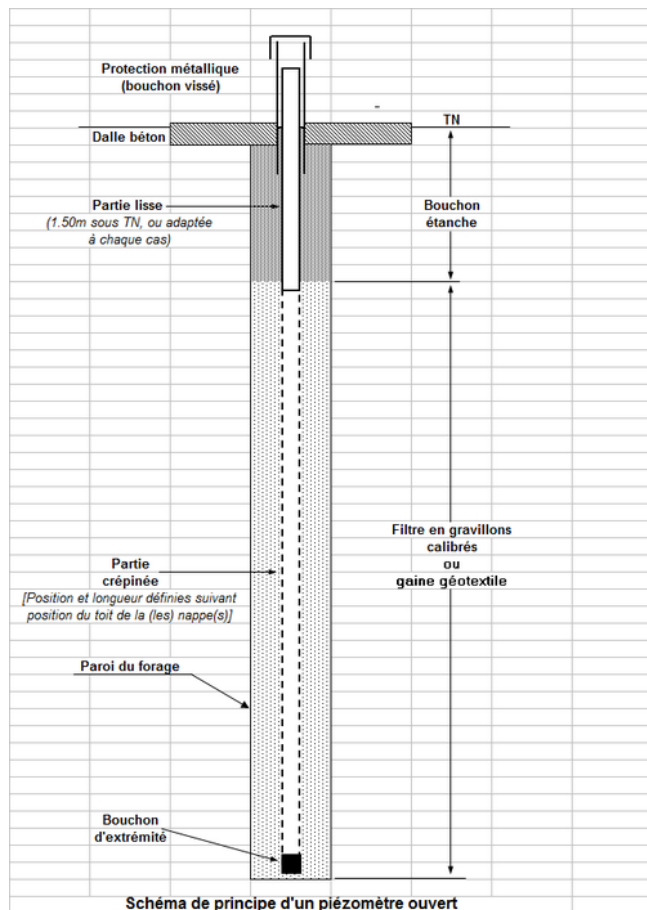 Protection métallique
(bouchon vissé)
TN
Dalle béton
Partie lisse
(1.50m sous TN, ou adaptée
à chaque cas)
Bouchon
étanche
Filtre en gravillons
calibrés
ou
gaine géotextile
Partie
crépinée
[Position et longueur définies suivant
position du toit de la (les) nappe(s)]
Paroi du forage
Bouchon
d'extrémité
Schéma de principe d'un piézomètre ouvert